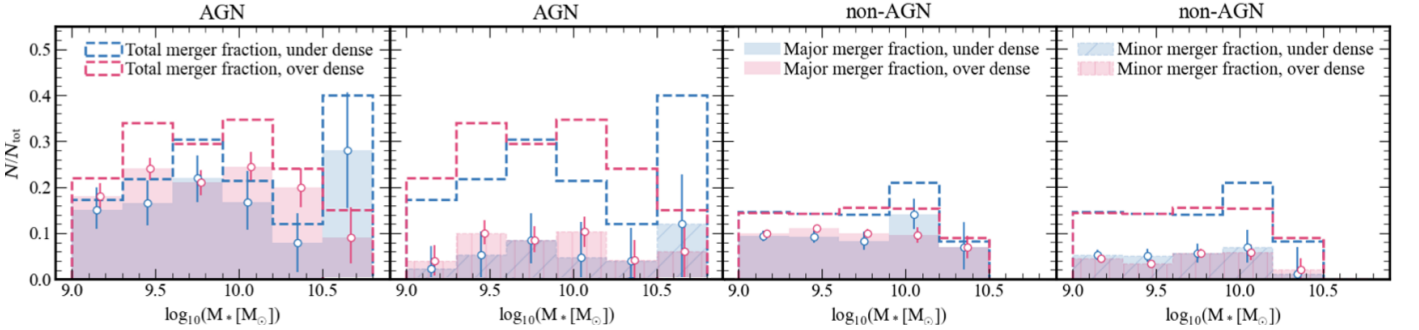 AGN
AGN
non-AGN
non-AGN
N/Ntot
0.5
0.4
0.3
0.2
0.1
0.0
Total merger fraction, under dense
Total merger fraction, over dense
Major merger fraction, under dense
Major merger fraction, over dense
Minor merger fraction, under dense
Minor merger fraction, over dense
9.0 9.5 10.0 10.5
9.0 9.5 10.0 10.5
9.0 9.5 10.0 10.5
9.0 9.5 10.0 10.5
log₁₀(M*[M☉])
log₁₀(M*[M☉])
log₁₀(M*[M☉])
log₁₀(M*[M☉])